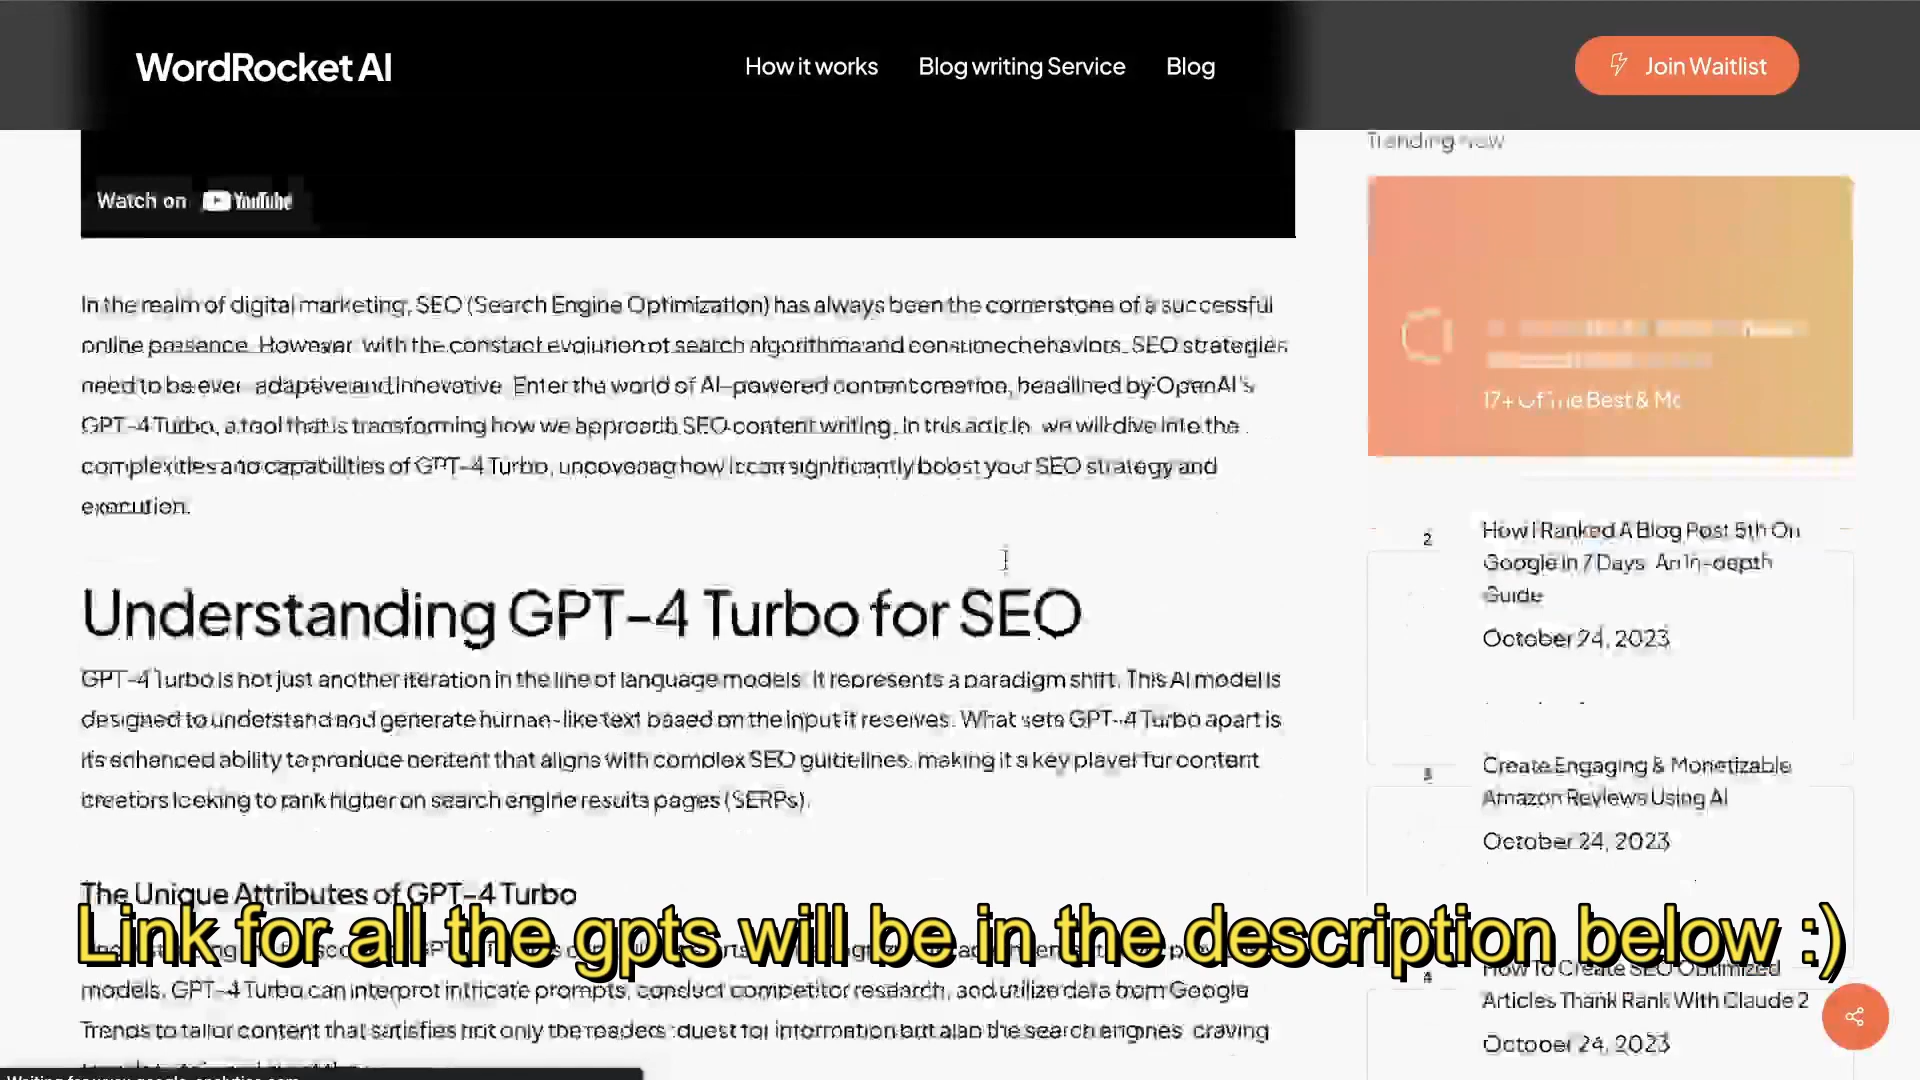 WordRocket AI
How it works
Blog writing Service
Blog
Join Waitlist
Watch on YouTube
Trending Now
In the realm of digital marketing, SEO (Search Engine Optimization) has always been the cornerstone of a successful
online presence. However, with the constact evolution of search algorithms and consumer behaviors, SEO strategies
need to be ever-adaptive and innovative. Enter the world of AI-powered content creation, headlined by OpenAI's
GPT-4 Turbo, a tool that is transforming how we approach SEO content writing. In this article, we will dive into the
complexities and capabilities of GPT-4 Turbo, uncovering how it can significantly boost your SEO strategy and
execution.
Understanding GPT-4 Turbo for SEO
GPT-4 Turbo is not just another iteration in the line of language models. It represents a paradigm shift. This AI model is
designed to understand and generate human-like text based on the input it receives. What sets GPT-4 Turbo apart is
its enhanced ability to produce content that aligns with complex SEO guidelines, making it a key player for content
creators looking to rank higher on search engine results pages (SERPs).
The Unique Attributes of GPT-4 Turbo
Link for all the gpts will be in the description below :)
models. GPT-4 Turbo can interpret intricate prompts, conduct competitor research, and utilize data from Google
Trends to tailor content that satisfies not only the readers' quest for information but also the search engines' craving
17+ Of The Best & Mo
2
How I Ranked A Blog Post 5th On
Google In 7 Days An In-depth
Guide
October 24, 2023
3
Create Engaging & Monetizable
Amazon Reviews Using AI
October 24, 2023
4
How To Create SEO Optimized
Articles Thank Rank With Claude 2
October 24, 2023